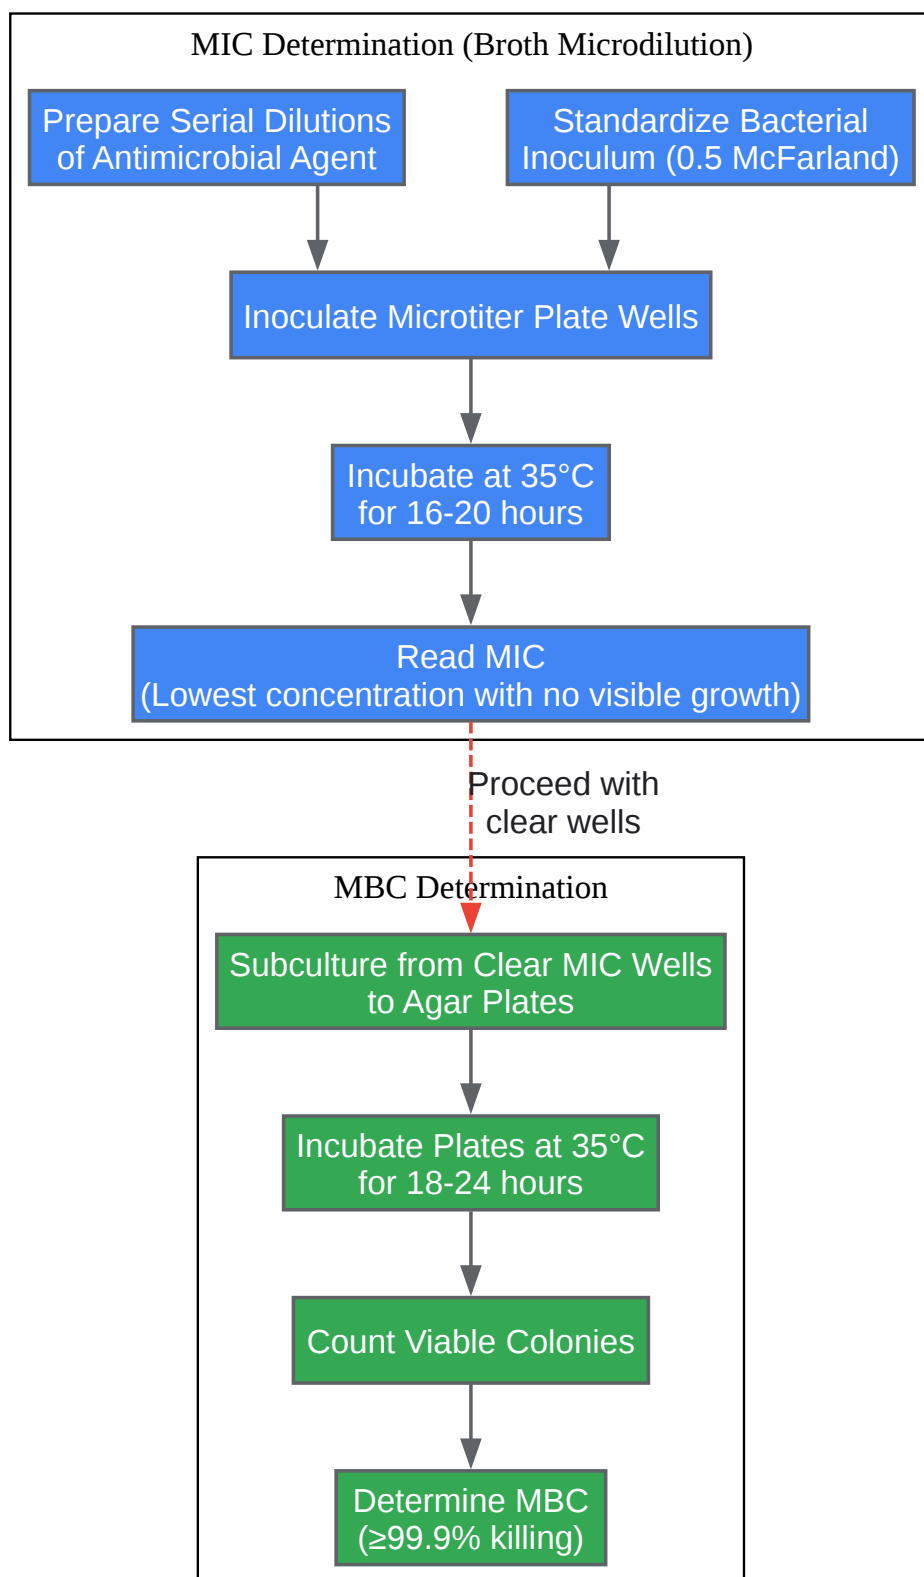 MIC Determination (Broth Microdilution)
Prepare Serial Dilutions
of Antimicrobial Agent
Standardize Bacterial
Inoculum (0.5 McFarland)
Inoculate Microtiter Plate Wells
Incubate at 35°C
for 16-20 hours
Read MIC
(Lowest concentration with no visible growth)
Proceed with
clear wells
MBC Determination
Subculture from Clear MIC Wells
to Agar Plates
Incubate Plates at 35°C
for 18-24 hours
Count Viable Colonies
Determine MBC
(≥99.9% killing)